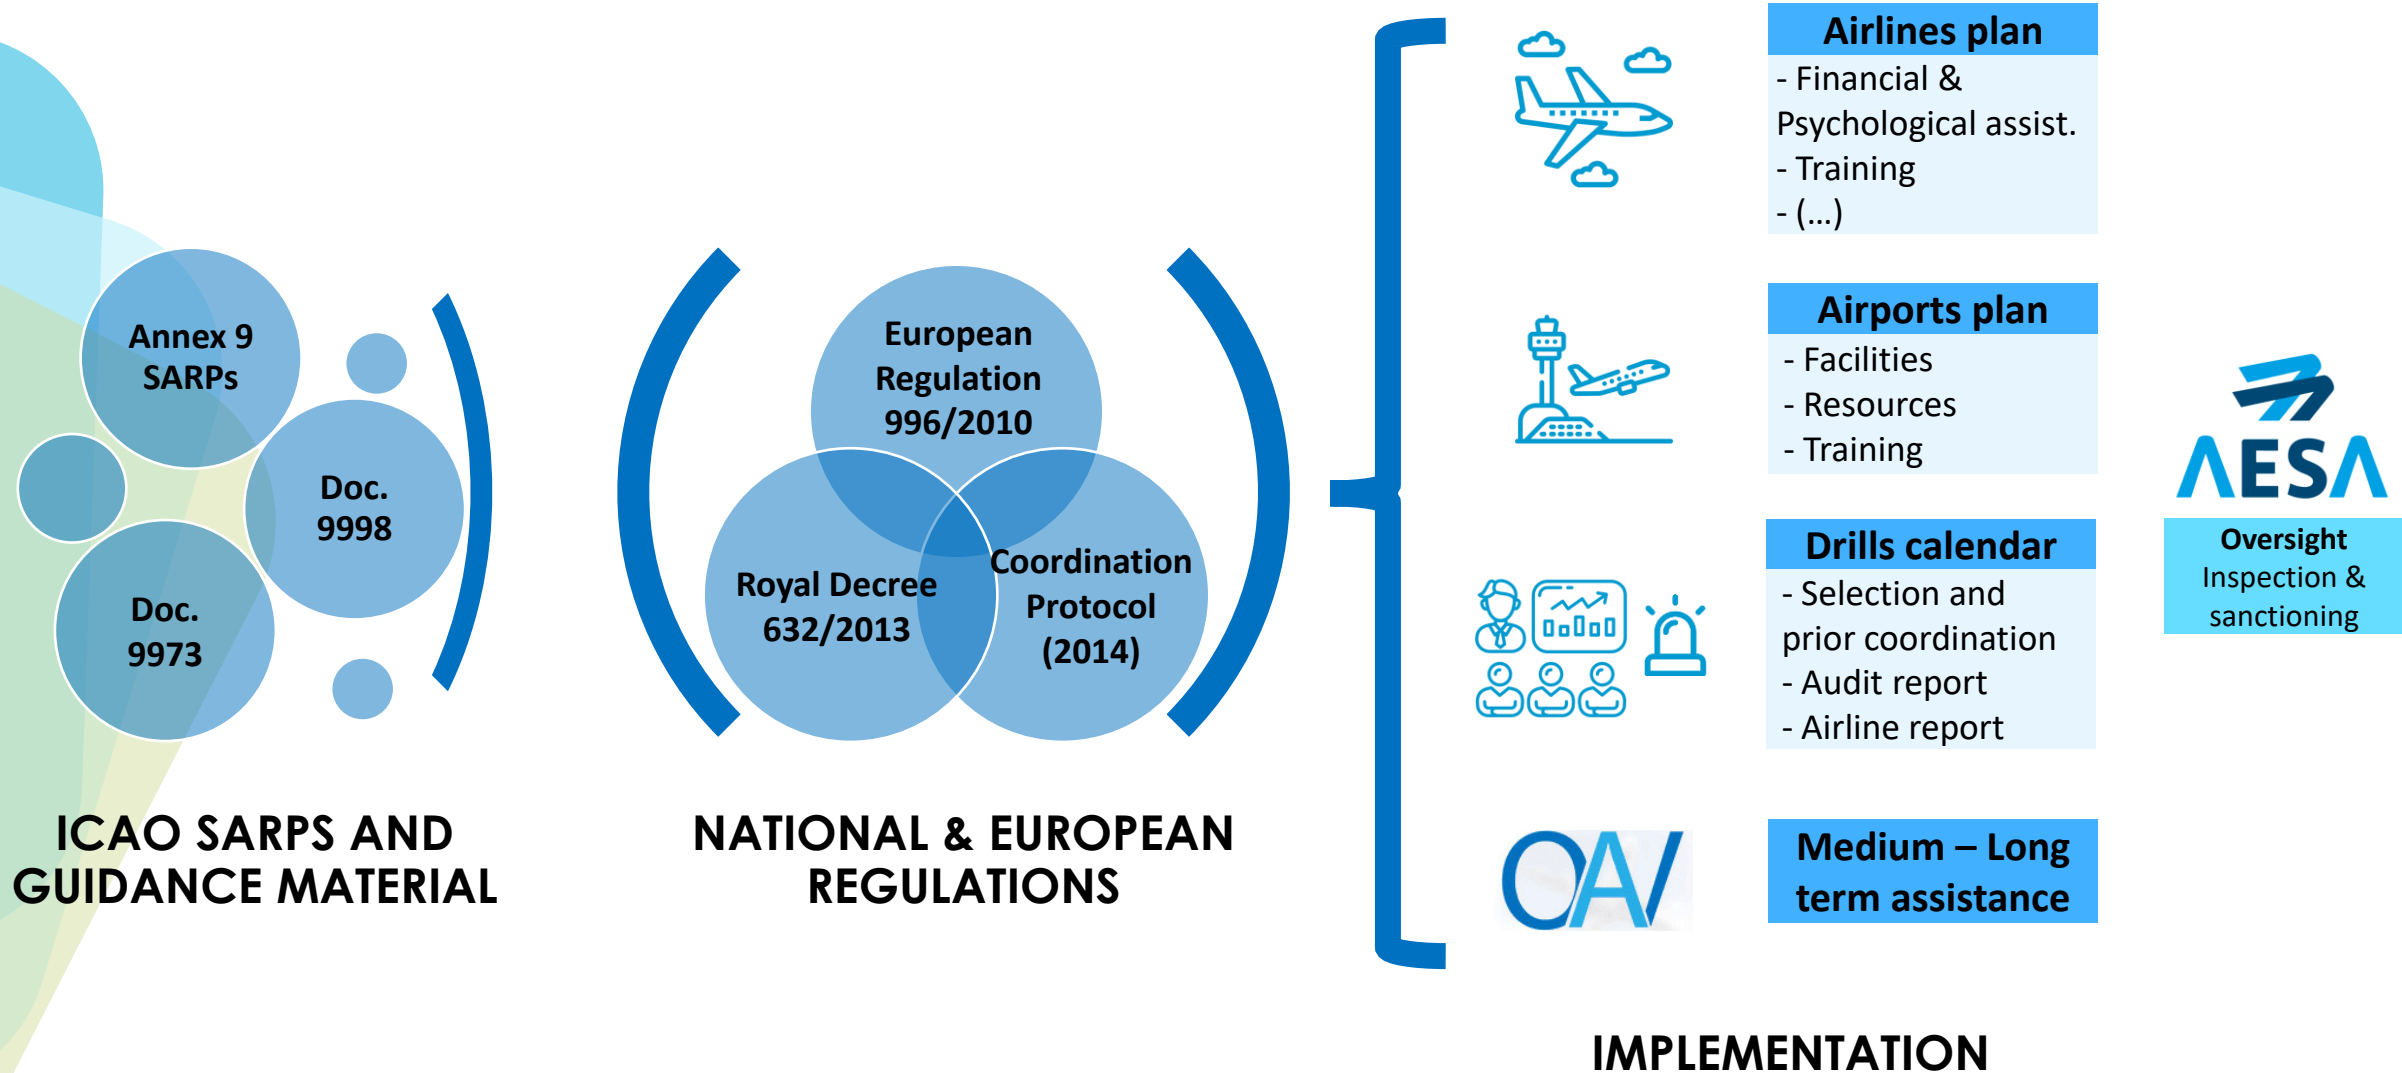 Annex 9
SARPs
Doc.
9998
Doc.
9973
ICAO SARPS AND
GUIDANCE MATERIAL
European
Regulation
996/2010
Royal Decree
632/2013
Coordination
Protocol
(2014)
NATIONAL & EUROPEAN
REGULATIONS
Airlines plan
- Financial &
Psychological assist.
- Training
- (...)
Airports plan
- Facilities
- Resources
- Training
Drills calendar
- Selection and
prior coordination
- Audit report
- Airline report
OAV
Medium – Long
term assistance
IMPLEMENTATION
AESA
Oversight
Inspection &
sanctioning